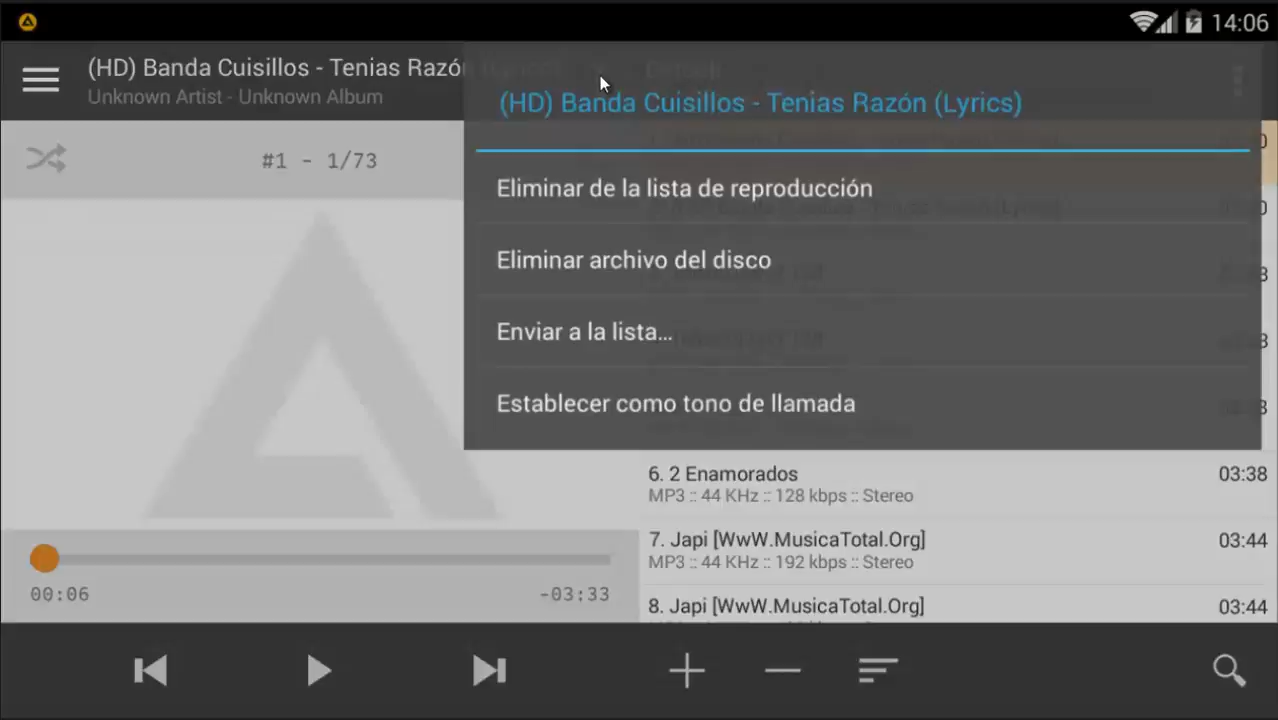 14:06
(HD) Banda Cuisillos - Tenias Razó
Unknown Artist - Unknown Album
#1 - 1/73
00:06
-03:33
(HD) Banda Cuisillos - Tenias Razón (Lyrics)
Eliminar de la lista de reproducción
Eliminar archivo del disco
Enviar a la lista...
Establecer como tono de llamada
6. 2 Enamorados
03:38
MP3 :: 44 KHz :: 128 kbps :: Stereo
7. Japi [WwW.MusicaTotal.Org]
03:44
MP3 :: 44 KHz :: 192 kbps :: Stereo
8. Japi [WwW.MusicaTotal.Org]
03:44